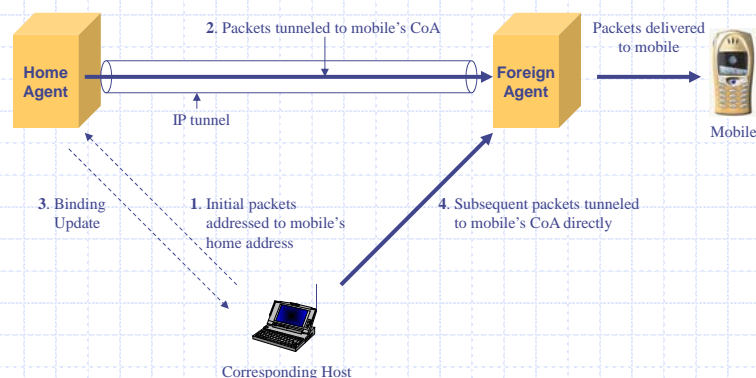 2. Packets tunneled to mobile's CoA
Packets delivered
to mobile
Home
Agent
Foreign
Agent
IP tunnel
Mobile
3. Binding
Update
1. Initial packets
addressed to mobile's
home address
4. Subsequent packets tunneled
to mobile's CoA directly
Corresponding Host